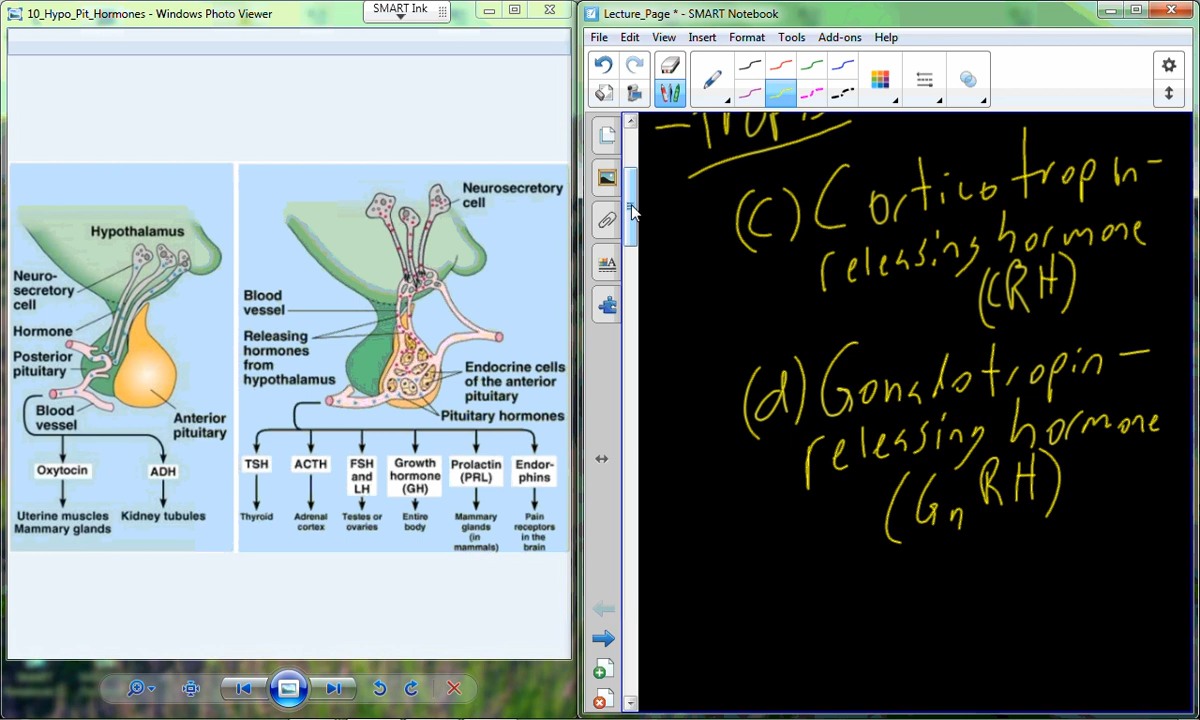 10_Hypo_Pit_Hormones - Windows Photo Viewer
SMART Ink
Hypothalamus
Neuro-
secretory
cell
Hormone
Posterior
pituitary
Blood
vessel
Anterior
pituitary
Oxytocin
ADH
Uterine muscles
Mammary glands
Kidney tubules
Neurosecretory
cell
Blood
vessel
Releasing
hormones
from
hypothalamus
Endocrine cells
of the anterior
pituitary
Pituitary hormones
TSH
ACTH
FSH
and
LH
Growth
hormone
(GH)
Prolactin
(PRL)
Endor-
phins
Thyroid
Adrenal
cortex
Testes or
ovaries
Entire
body
Mammary
glands
(in
mammals)
Pain
receptors
in the
brain
Lecture_Page * - SMART Notebook
File Edit View Insert Format Tools Add-ons Help
(c) Corticotropin-
releasing hormone
(CRH)
(d) Gonadotropin-
releasing hormone
(GnRH)